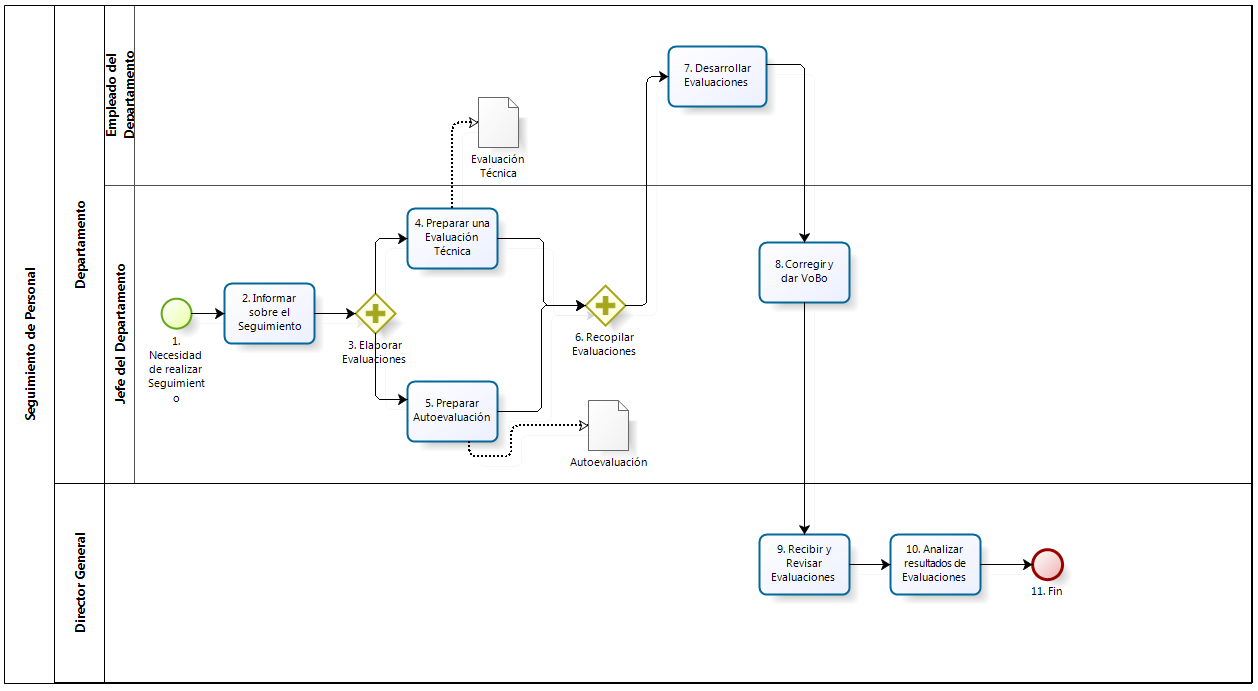 Seguimiento de Personal
Departamento
Empleado del
Departamento
7. Desarrollar
Evaluaciones
Evaluación
Técnica
Jefe del Departamento
1.
Necesidad
de realizar
Seguimient
o
2. Informar
sobre el
Seguimiento
3. Elaborar
Evaluaciones
4. Preparar una
Evaluación
Técnica
5. Preparar
Autoevaluación
Autoevaluación
6. Recopilar
Evaluaciones
8. Corregir y
dar VoBo
Director General
9. Recibir y
Revisar
Evaluaciones
10. Analizar
resultados de
Evaluaciones
11. Fin